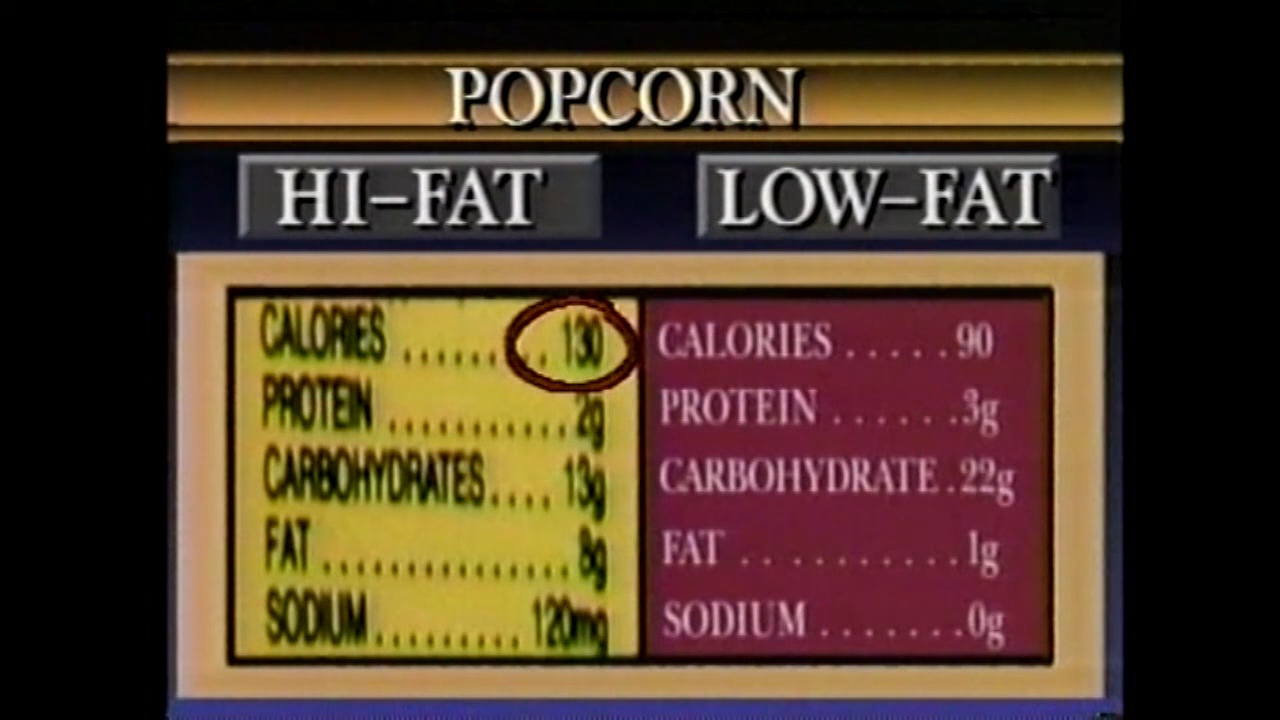 POPCORN
HI-FAT
LOW-FAT
CALORIES ........ 130
PROTEIN ........... 2g
CARBOHYDRATES.... 13g
FAT ............... 8g
SODIUM......... 120mg
CALORIES ..... 90
PROTEIN ...... 3g
CARBOHYDRATE . 22g
FAT .......... 1g
SODIUM ....... 0g